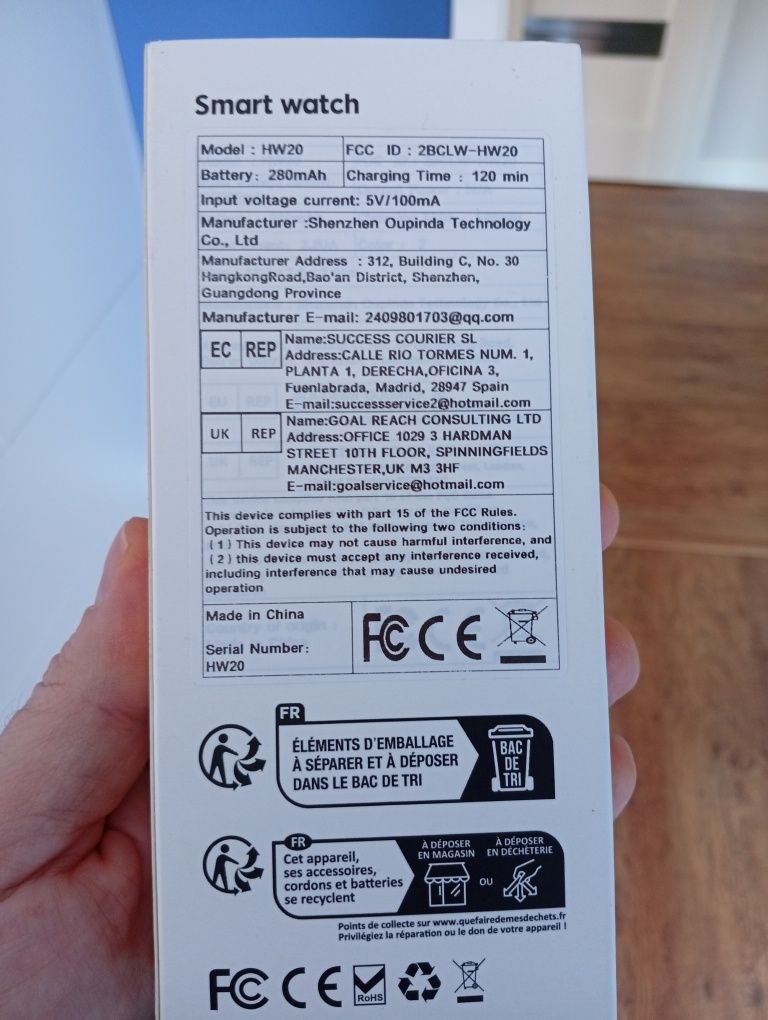 Smart watch
Model : HW20
FCC ID : 2BCLW-HW20
Battery: 280mAh
Charging Time : 120 min
Input voltage current: 5V/100mA
Manufacturer :Shenzhen Oupinda Technology
Co., Ltd
Manufacturer Address : 312, Building C, No. 30
HangkongRoad,Bao'an District, Shenzhen,
Guangdong Province
Manufacturer E-mail: 2409801703@qq.com
EC REP
Name:SUCCESS COURIER SL
Address:CALLE RIO TORMES NUM. 1,
PLANTA 1, DERECHA,OFICINA 3,
Fuenlabrada, Madrid, 28947 Spain
E-mail:successservice2@hotmail.com
UK REP
Name:GOAL REACH CONSULTING LTD
Address:OFFICE 1029 3 HARDMAN
STREET 10TH FLOOR, SPINNINGFIELDS
MANCHESTER,UK M3 3HF
E-mail:goalservice@hotmail.com
This device complies with part 15 of the FCC Rules.
Operation is subject to the following two conditions:
(1) This device may not cause harmful interference, and
(2) this device must accept any interference received,
including interference that may cause undesired
operation
Made in China
Serial Number:
HW20
FC CE
FR
ÉLÉMENTS D'EMBALLAGE
À SÉPARER ET À DÉPOSER
DANS LE BAC DE TRI
BAC
DE
TRI
FR
Cet appareil,
ses accessoires,
cordons et batteries
se recyclent
À DÉPOSER
EN MAGASIN
OU
À DÉPOSER
EN DÉCHÈTERIE
Points de collecte sur www.quefairedemesdechets.fr
Privilégiez la réparation ou le don de votre appareil !
FC CE RoHS